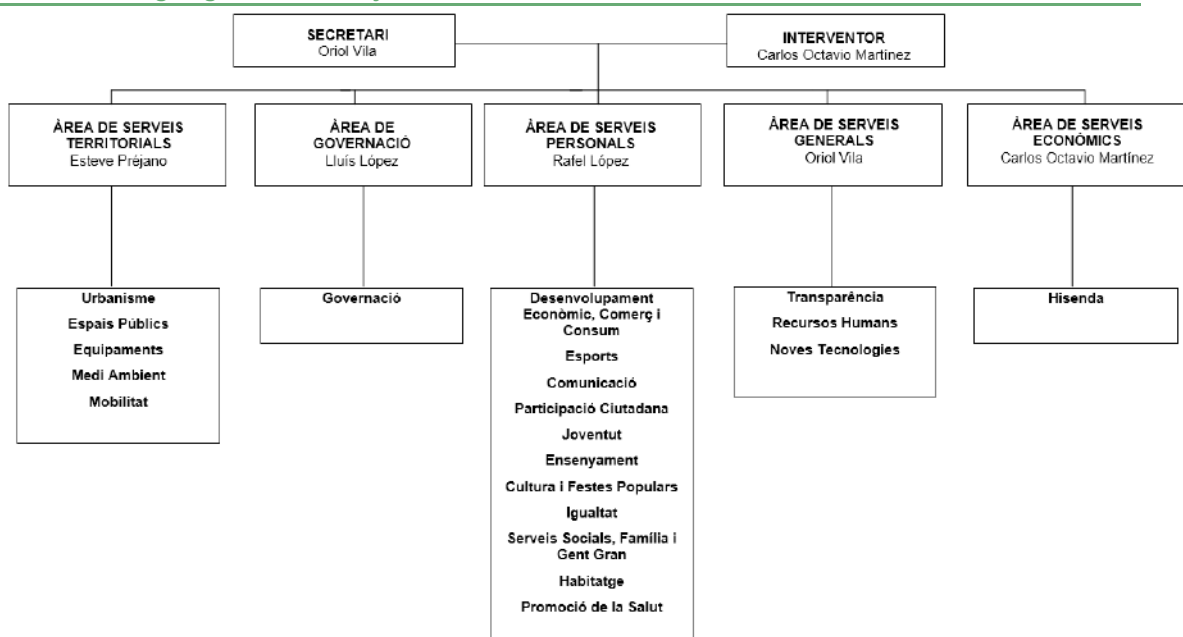 SECRETARI
Oriol Vila
INTERVENTOR
Carlos Octavio Martínez
ÀREA DE SERVEIS
TERRITORIALS
Esteve Préjano
ÀREA DE
GOVERNACIÓ
Lluís López
ÀREA DE SERVEIS
PERSONALS
Rafel López
ÀREA DE SERVEIS
GENERALS
Oriol Vila
ÀREA DE SERVEIS
ECONÒMICS
Carlos Octavio Martínez
Urbanisme
Espais Públics
Equipaments
Medi Ambient
Mobilitat
Governació
Desenvolupament
Econòmic, Comerç i
Consum
Esports
Comunicació
Participació Ciutadana
Joventut
Ensenyament
Cultura i Festes Populars
Igualtat
Serveis Socials, Família i
Gent Gran
Habitatge
Promoció de la Salut
Transparència
Recursos Humans
Noves Tecnologies
Hisenda